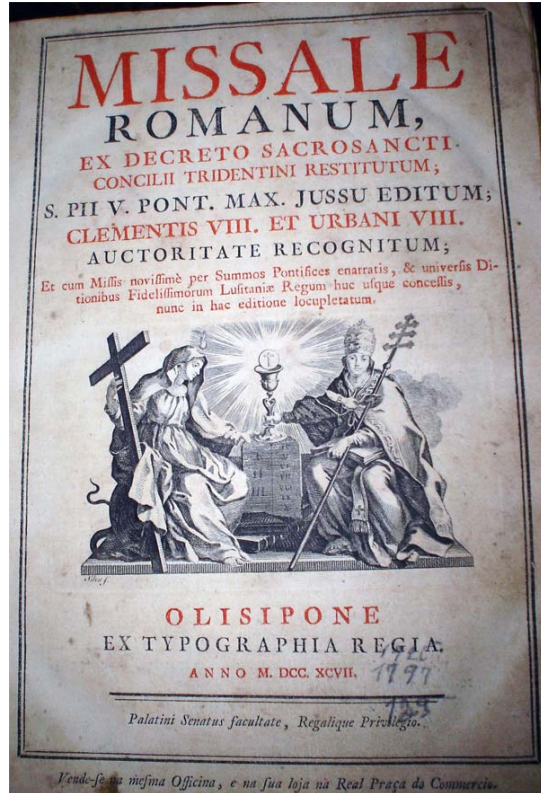 MISSALE
ROMANUM,
EX DECRETO SACROSANCTI
CONCILII TRIDENTINI RESTITUTUM;
S. PII V. PONT. MAX. JUSSU EDITUM;
CLEMENTIS VIII. ET URBANI VIII.
AUCTORITATE RECOGNITUM;
Et cum Missis novissimè per Summos Pontifices enarratis, & universis Di-
tionibus Fidelissimorum Lusitaniæ Regum huc usque concessis,
nunc in hac editione locupletatum.
Silva f.
OLISIPONE
EX TYPOGRAPHIA REGIA.
ANNO M. DCC. XCVII.
1797
Palatini Senatus facultate, Regalique Privilegio.
Vende-se na mesma Officina, e na sua loja na Real Praça do Commercio.